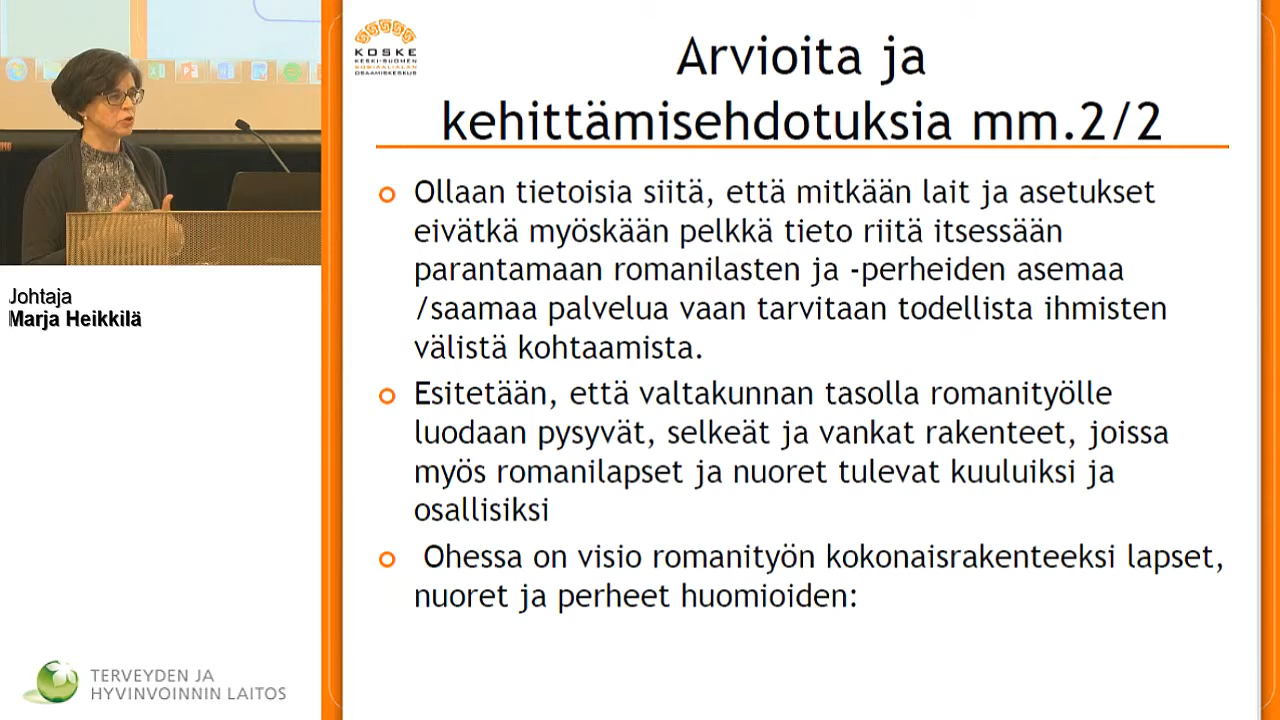 KOSKE
KESKI-SUOMEN
SOSIAALIALAN
OSAAMISKESKUS
Arvioita ja
kehittämisehdotuksia mm.2/2
Ollaan tietoisia siitä, että mitkään lait ja asetukset
eivätkä myöskään pelkkä tieto riitä itsessään
parantamaan romanilasten ja -perheiden asemaa
/saamaa palvelua vaan tarvitaan todellista ihmisten
välistä kohtaamista.
Esitetään, että valtakunnan tasolla romanityölle
luodaan pysyvät, selkeät ja vankat rakenteet, joissa
myös romanilapset ja nuoret tulevat kuuluiksi ja
osallisiksi
Ohessa on visio romanityön kokonaisrakenteeksi lapset,
nuoret ja perheet huomioiden:
Johtaja
Marja Heikkilä
TERVEYDEN JA
HYVINVOINNIN LAITOS